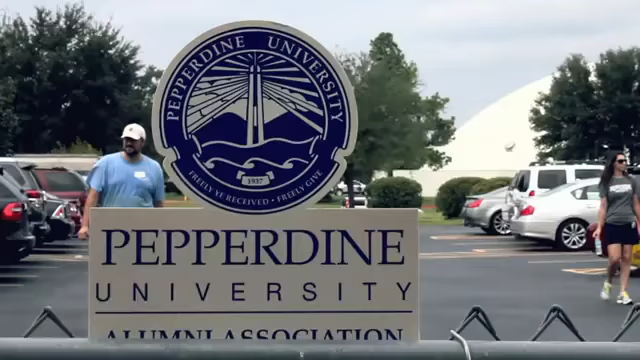 PEPPERDINE UNIVERSITY
FREELY YE RECEIVED • FREELY GIVE
1937
PEPPERDINE
UNIVERSITY
ALUMNI ASSOCIATION